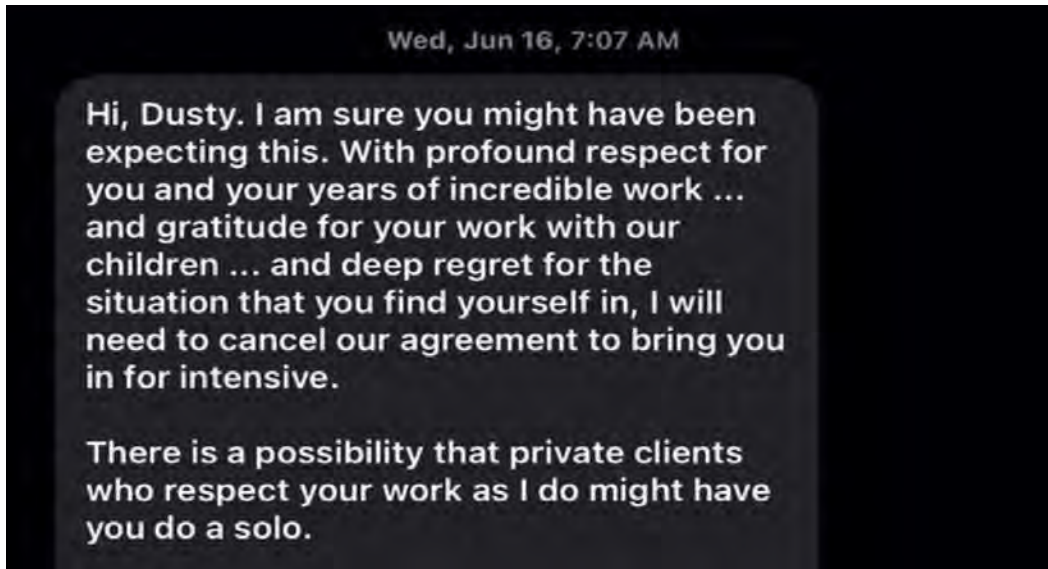 Wed, Jun 16, 7:07 AM
Hi, Dusty. I am sure you might have been
expecting this. With profound respect for
you and your years of incredible work ...
and gratitude for your work with our
children ... and deep regret for the
situation that you find yourself in, I will
need to cancel our agreement to bring you
in for intensive.
There is a possibility that private clients
who respect your work as I do might have
you do a solo.